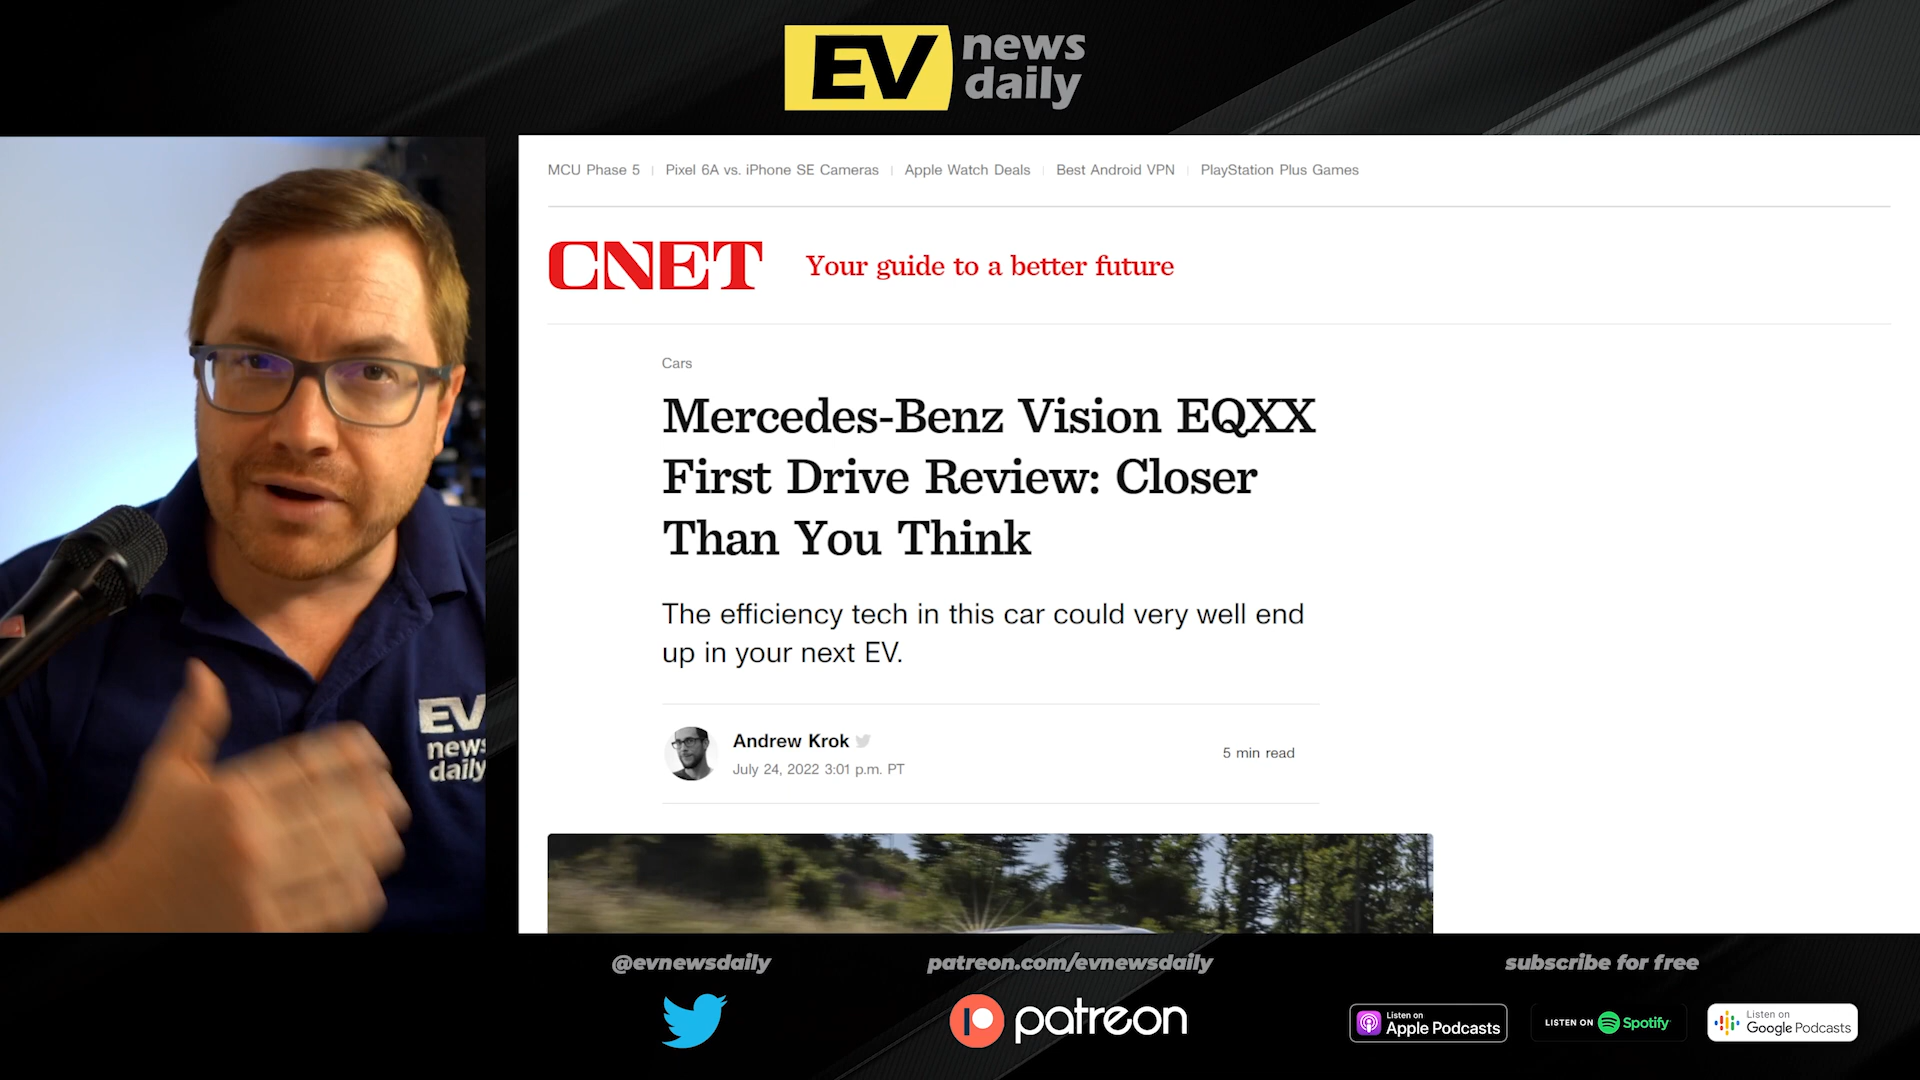 EV news
daily
MCU Phase 5 | Pixel 6A vs. iPhone SE Cameras | Apple Watch Deals | Best Android VPN | PlayStation Plus Games
CNET Your guide to a better future
Cars
Mercedes-Benz Vision EQXX
First Drive Review: Closer
Than You Think
The efficiency tech in this car could very well end
up in your next EV.
Andrew Krok
July 24, 2022 3:01 p.m. PT
5 min read
EV
news
daily
@evnewsdaily
patreon.com/evnewsdaily
patreon
subscribe for free
Listen on
Apple Podcasts
LISTEN ON Spotify
Listen on
Google Podcasts